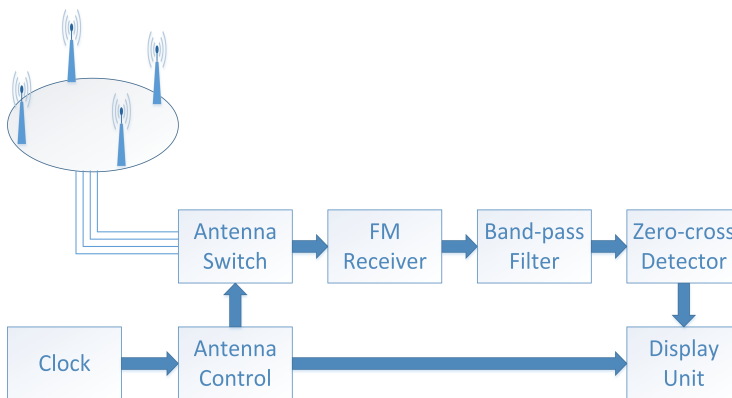 Antenna
Switch
FM
Receiver
Band-pass
Filter
Zero-cross
Detector
Clock
Antenna
Control
Display
Unit